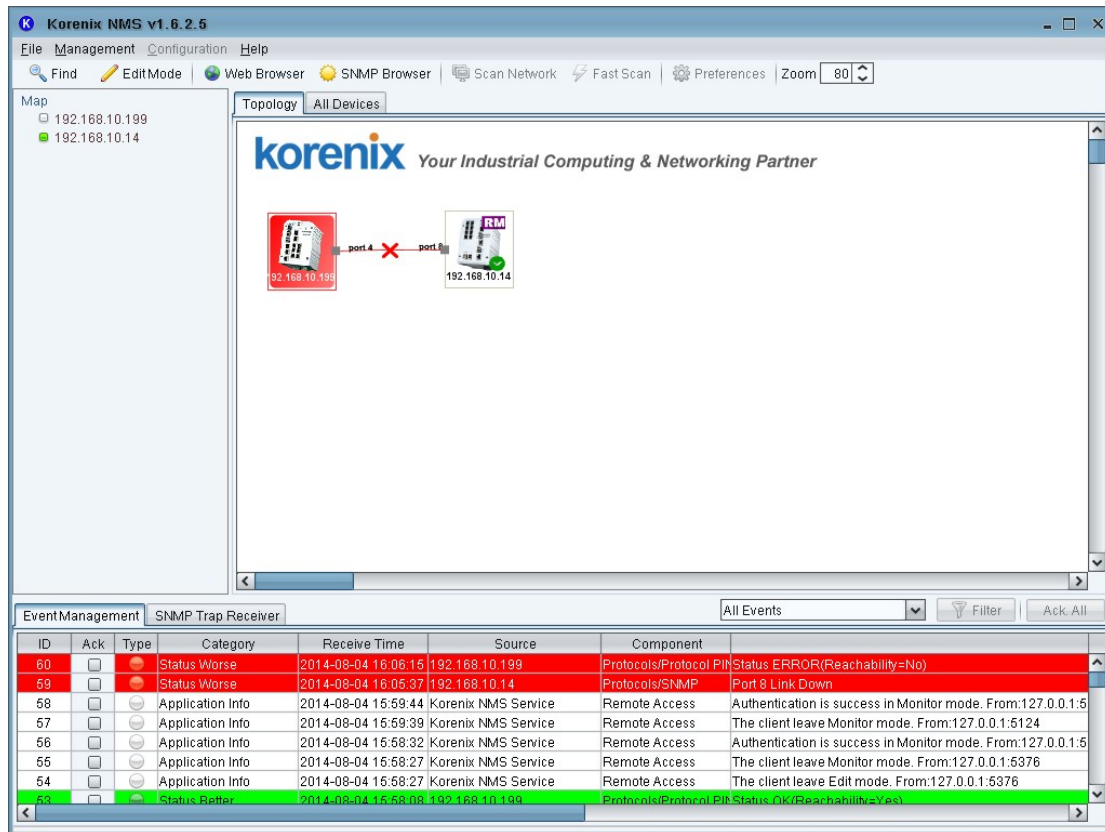 Korenix NMS v1.6.2.5
File Management Configuration Help
Find Edit Mode Web Browser SNMP Browser Scan Network Fast Scan Preferences Zoom 80
Map
192.168.10.199
192.168.10.14
Topology All Devices
korenix Your Industrial Computing & Networking Partner
RM
port 4 port 8
192.168.10.199 192.168.10.14
Event Management SNMP Trap Receiver All Events Filter Ack. All
ID Ack Type Category Receive Time Source Component
60 Status Worse 2014-08-04 16:06:15 192.168.10.199 Protocols/Protocol PIN Status ERROR(Reachability=No)
59 Status Worse 2014-08-04 16:05:37 192.168.10.14 Protocols/SNMP Port 8 Link Down
58 Application Info 2014-08-04 15:59:44 Korenix NMS Service Remote Access Authentication is success in Monitor mode. From:127.0.0.1:5
57 Application Info 2014-08-04 15:59:39 Korenix NMS Service Remote Access The client leave Monitor mode. From:127.0.0.1:5124
56 Application Info 2014-08-04 15:58:32 Korenix NMS Service Remote Access Authentication is success in Monitor mode. From:127.0.0.1:5
55 Application Info 2014-08-04 15:58:27 Korenix NMS Service Remote Access The client leave Monitor mode. From:127.0.0.1:5376
54 Application Info 2014-08-04 15:58:27 Korenix NMS Service Remote Access The client leave Edit mode. From:127.0.0.1:5376
53 Status Better 2014-08-04 15:58:08 192.168.10.199 Protocols/Protocol PIN Status OK(Reachability=Yes)